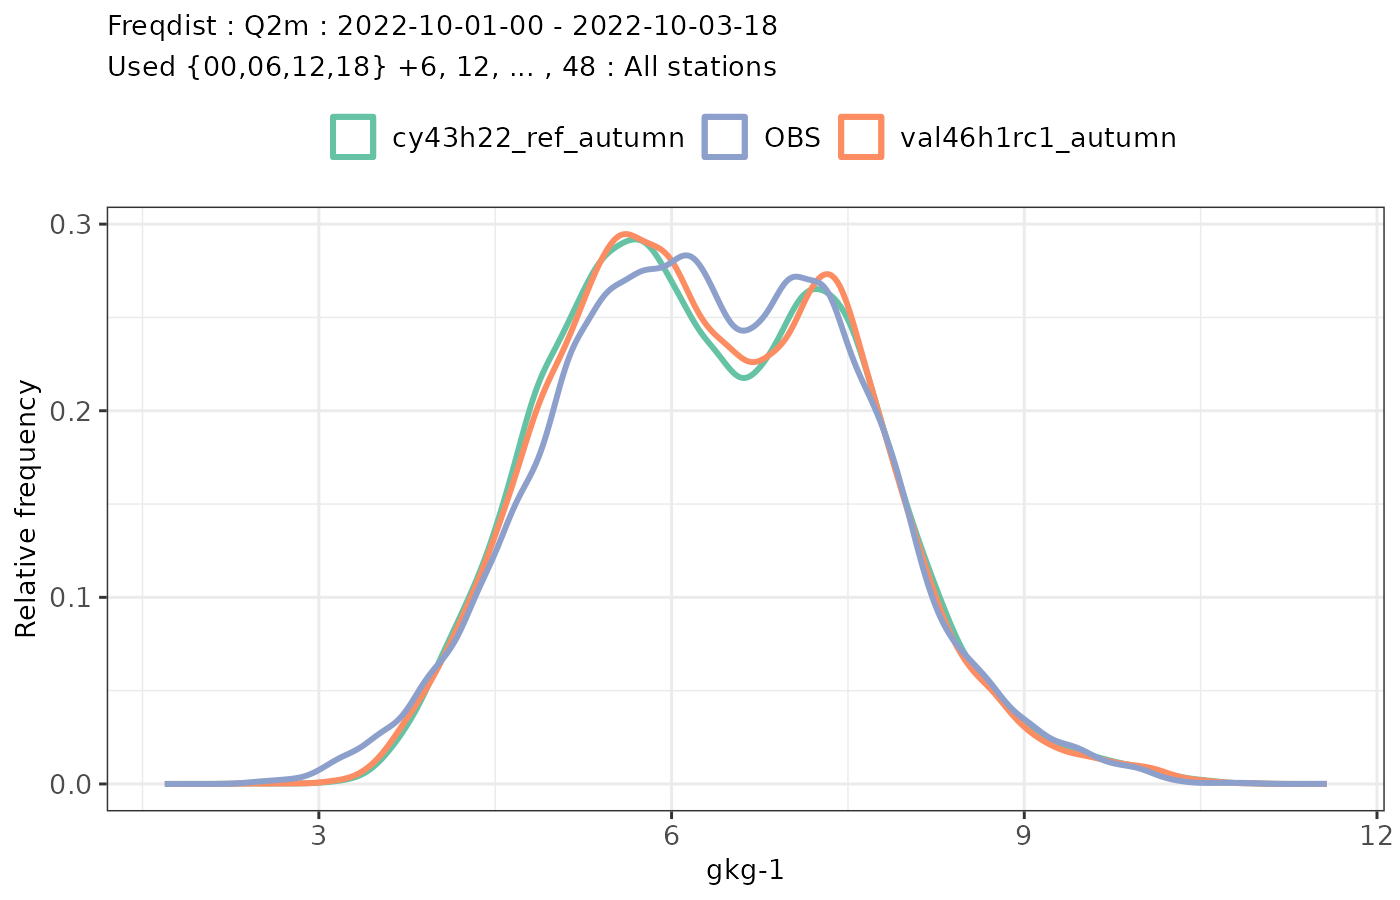 Freqdist : Q2m : 2022-10-01-00 - 2022-10-03-18
Used {00,06,12,18} +6, 12, ... , 48 : All stations
cy43h22_ref_autumn OBS val46h1rc1_autumn
0.3
0.2
0.1
0.0
Relative frequency
3 6 9 12
gkg-1